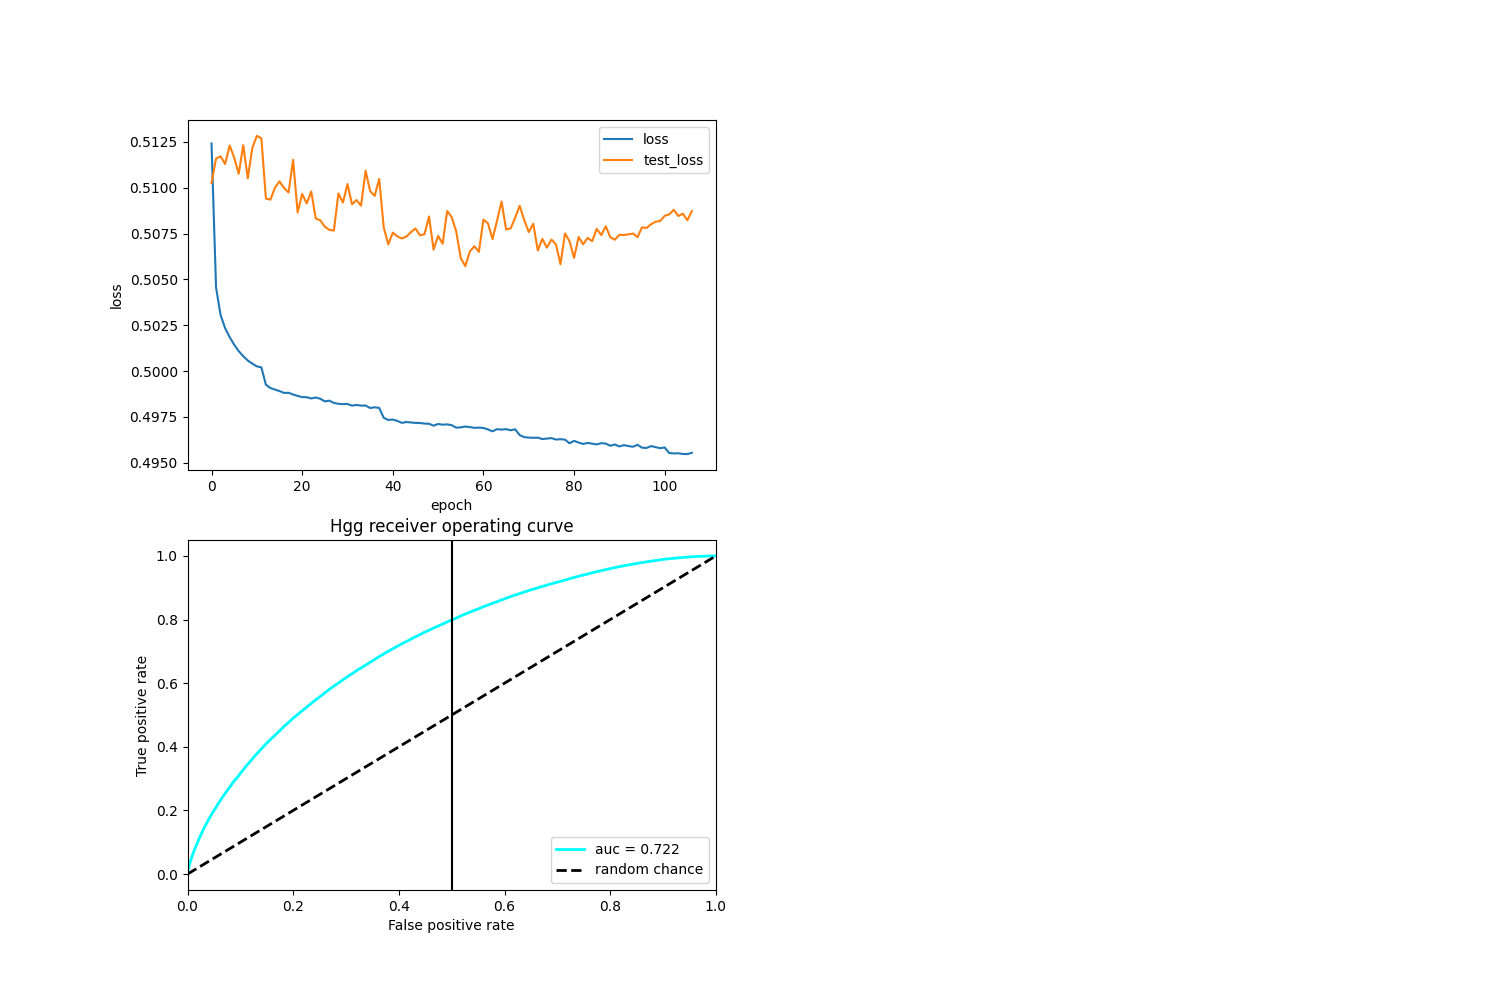 loss
test_loss
0.5125
0.5100
0.5075
0.5050
0.5025
0.5000
0.4975
0.4950
loss
0 20 40 60 80 100
epoch
Hgg receiver operating curve
1.0
0.8
0.6
0.4
0.2
0.0
True positive rate
auc = 0.722
random chance
0.0 0.2 0.4 0.6 0.8 1.0
False positive rate